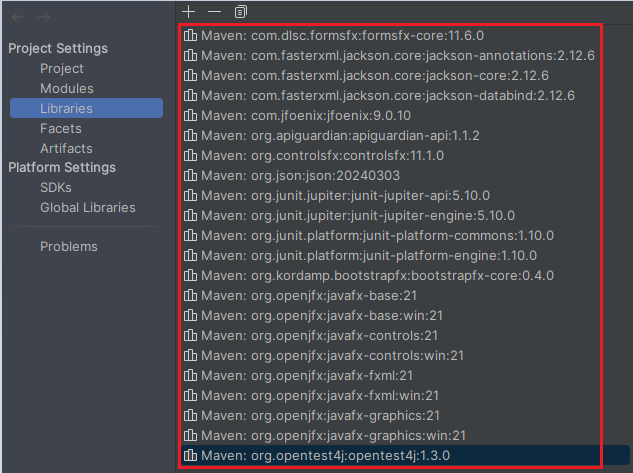 Project Settings
Project
Modules
Libraries
Facets
Artifacts
Platform Settings
SDKs
Global Libraries
Problems
Maven: com.dlsc.formsfx:formsfx-core:11.6.0
Maven: com.fasterxml.jackson.core:jackson-annotations:2.12.6
Maven: com.fasterxml.jackson.core:jackson-core:2.12.6
Maven: com.fasterxml.jackson.core:jackson-databind:2.12.6
Maven: com.jfoenix:jfoenix:9.0.10
Maven: org.apiguardian:apiguardian-api:1.1.2
Maven: org.controlsfx:controlsfx:11.1.0
Maven: org.json:json:20240303
Maven: org.junit.jupiter:junit-jupiter-api:5.10.0
Maven: org.junit.jupiter:junit-jupiter-engine:5.10.0
Maven: org.junit.platform:junit-platform-commons:1.10.0
Maven: org.junit.platform:junit-platform-engine:1.10.0
Maven: org.kordamp.bootstrapfx:bootstrapfx-core:0.4.0
Maven: org.openjfx:javafx-base:21
Maven: org.openjfx:javafx-base:win:21
Maven: org.openjfx:javafx-controls:21
Maven: org.openjfx:javafx-controls:win:21
Maven: org.openjfx:javafx-fxml:21
Maven: org.openjfx:javafx-fxml:win:21
Maven: org.openjfx:javafx-graphics:21
Maven: org.openjfx:javafx-graphics:win:21
Maven: org.opentest4j:opentest4j:1.3.0